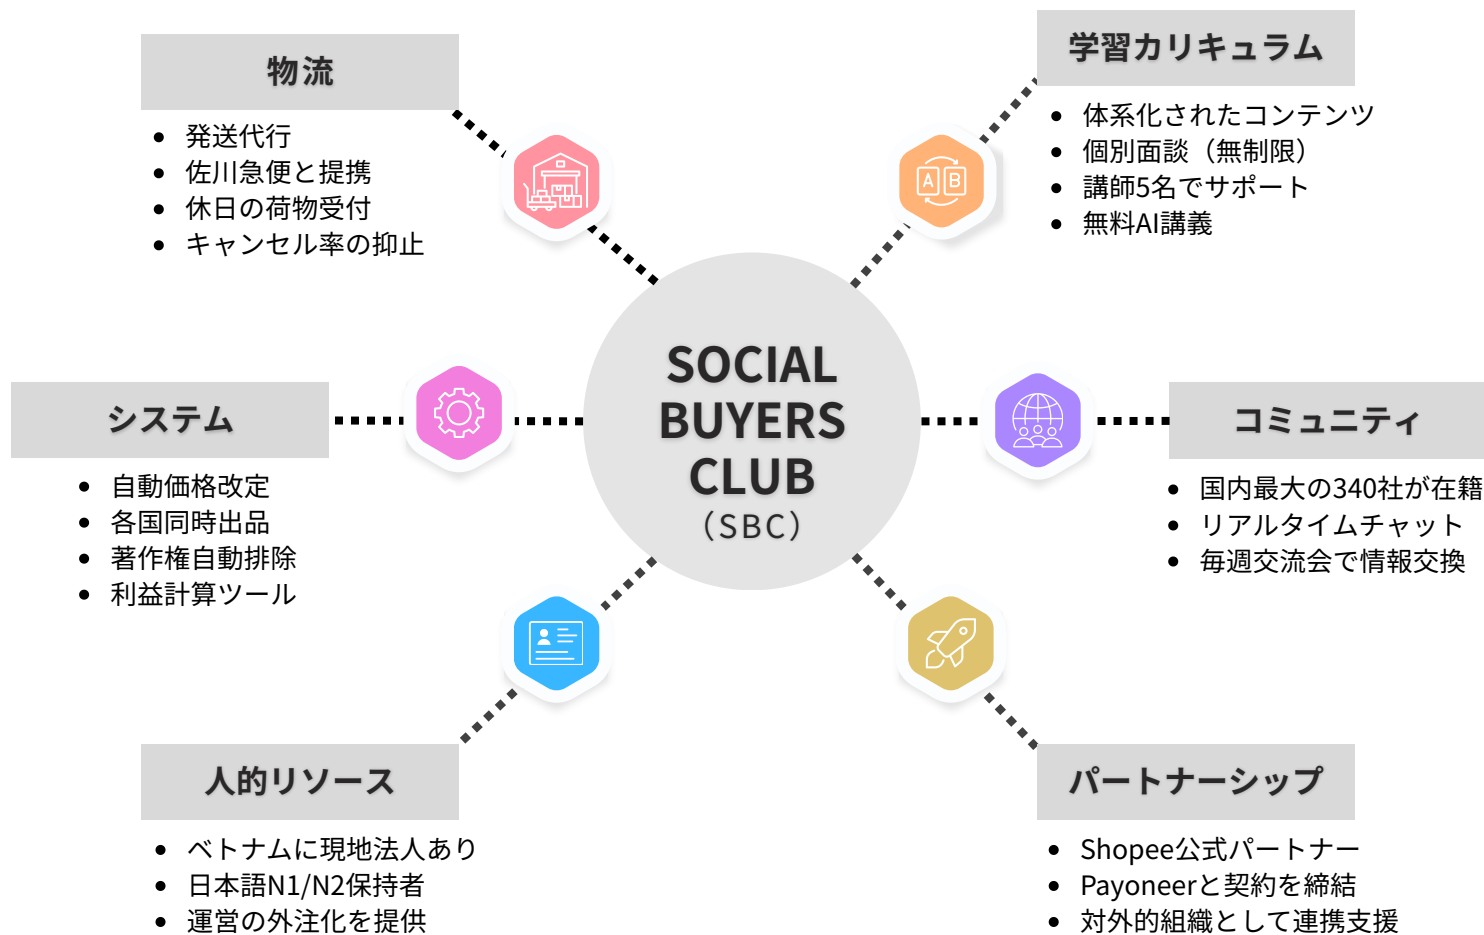 物流
• 発送代行
• 佐川急便と提携
• 休日の荷物受付
• キャンセル率の抑止
学習カリキュラム
• 体系化されたコンテンツ
• 個別面談（無制限）
• 講師5名でサポート
• 無料AI講義
A B
SOCIAL
BUYERS
CLUB
（SBC）
システム
• 自動価格改定
• 各国同時出品
• 著作権自動排除
• 利益計算ツール
コミュニティ
• 国内最大の340社が在籍
• リアルタイムチャット
• 毎週交流会で情報交換
人的リソース
• ベトナムに現地法人あり
• 日本語N1/N2保持者
• 運営の外注化を提供
パートナーシップ
• Shopee公式パートナー
• Payoneerと契約を締結
• 対外的組織として連携支援